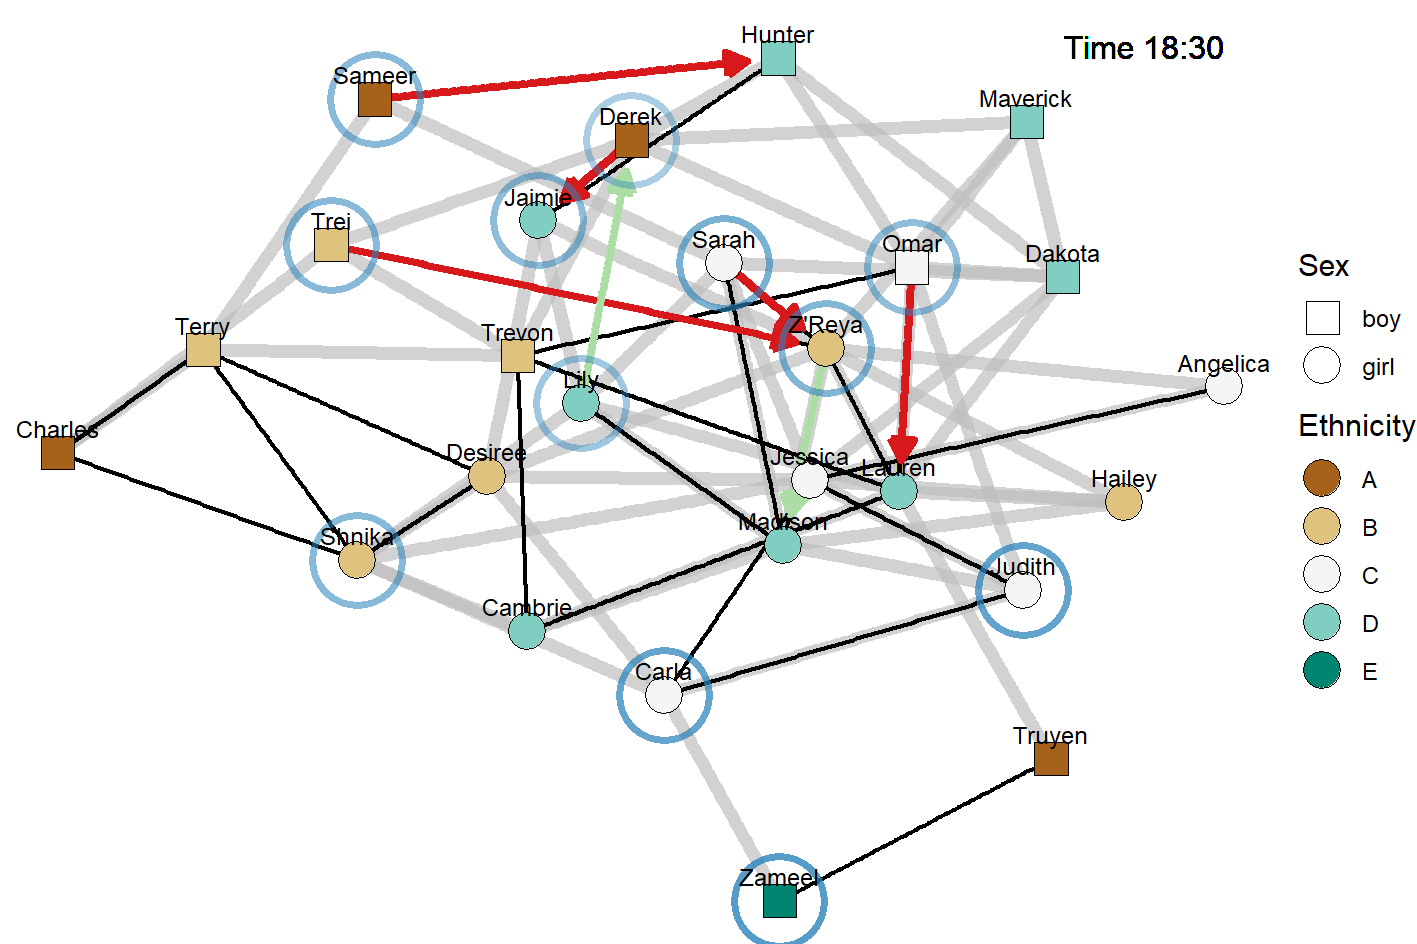 Hunter
Time 18:30
Sameer
Maverick
Derek
Jaimie
Trei
Sarah
Omar
Dakota
Sex
boy
girl
Terry
Trevon
Z'Reya
Angelica
Lily
Ethnicity
Charles
Desiree
Jessica
Lauren
Hailey
A
B
C
D
E
Madison
Shnika
Judith
Cambrie
Carla
Truyen
Zameel